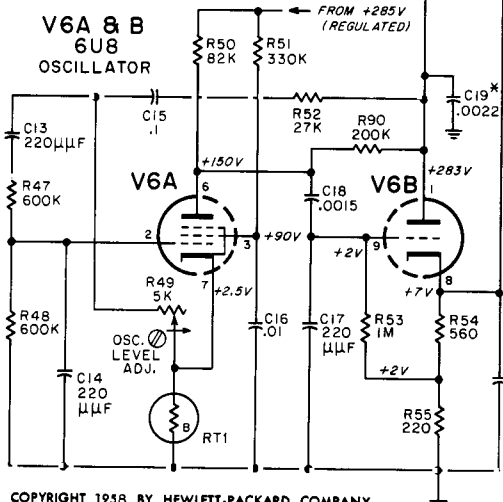 FROM +285V
(REGULATED)
V6A & B
6U8
OSCILLATOR
R50
82K
R51
330K
C15
.1
R52
27K
C19*
.0022
C13
220µµF
R90
200K
R47
600K
+150V
+283V
V6A
6
C18
.0015
V6B
1
2
3
+90V
+2V
9
R49
5K
7
+2.5V
8
+7V
R48
600K
OSC.
LEVEL
ADJ.
C16
.01
C17
220
µµF
R53
1M
R54
560
C14
220
µµF
+2V
R55
220
B
RT1
COPYRIGHT 1958 BY HEWLETT-PACKARD COMPANY